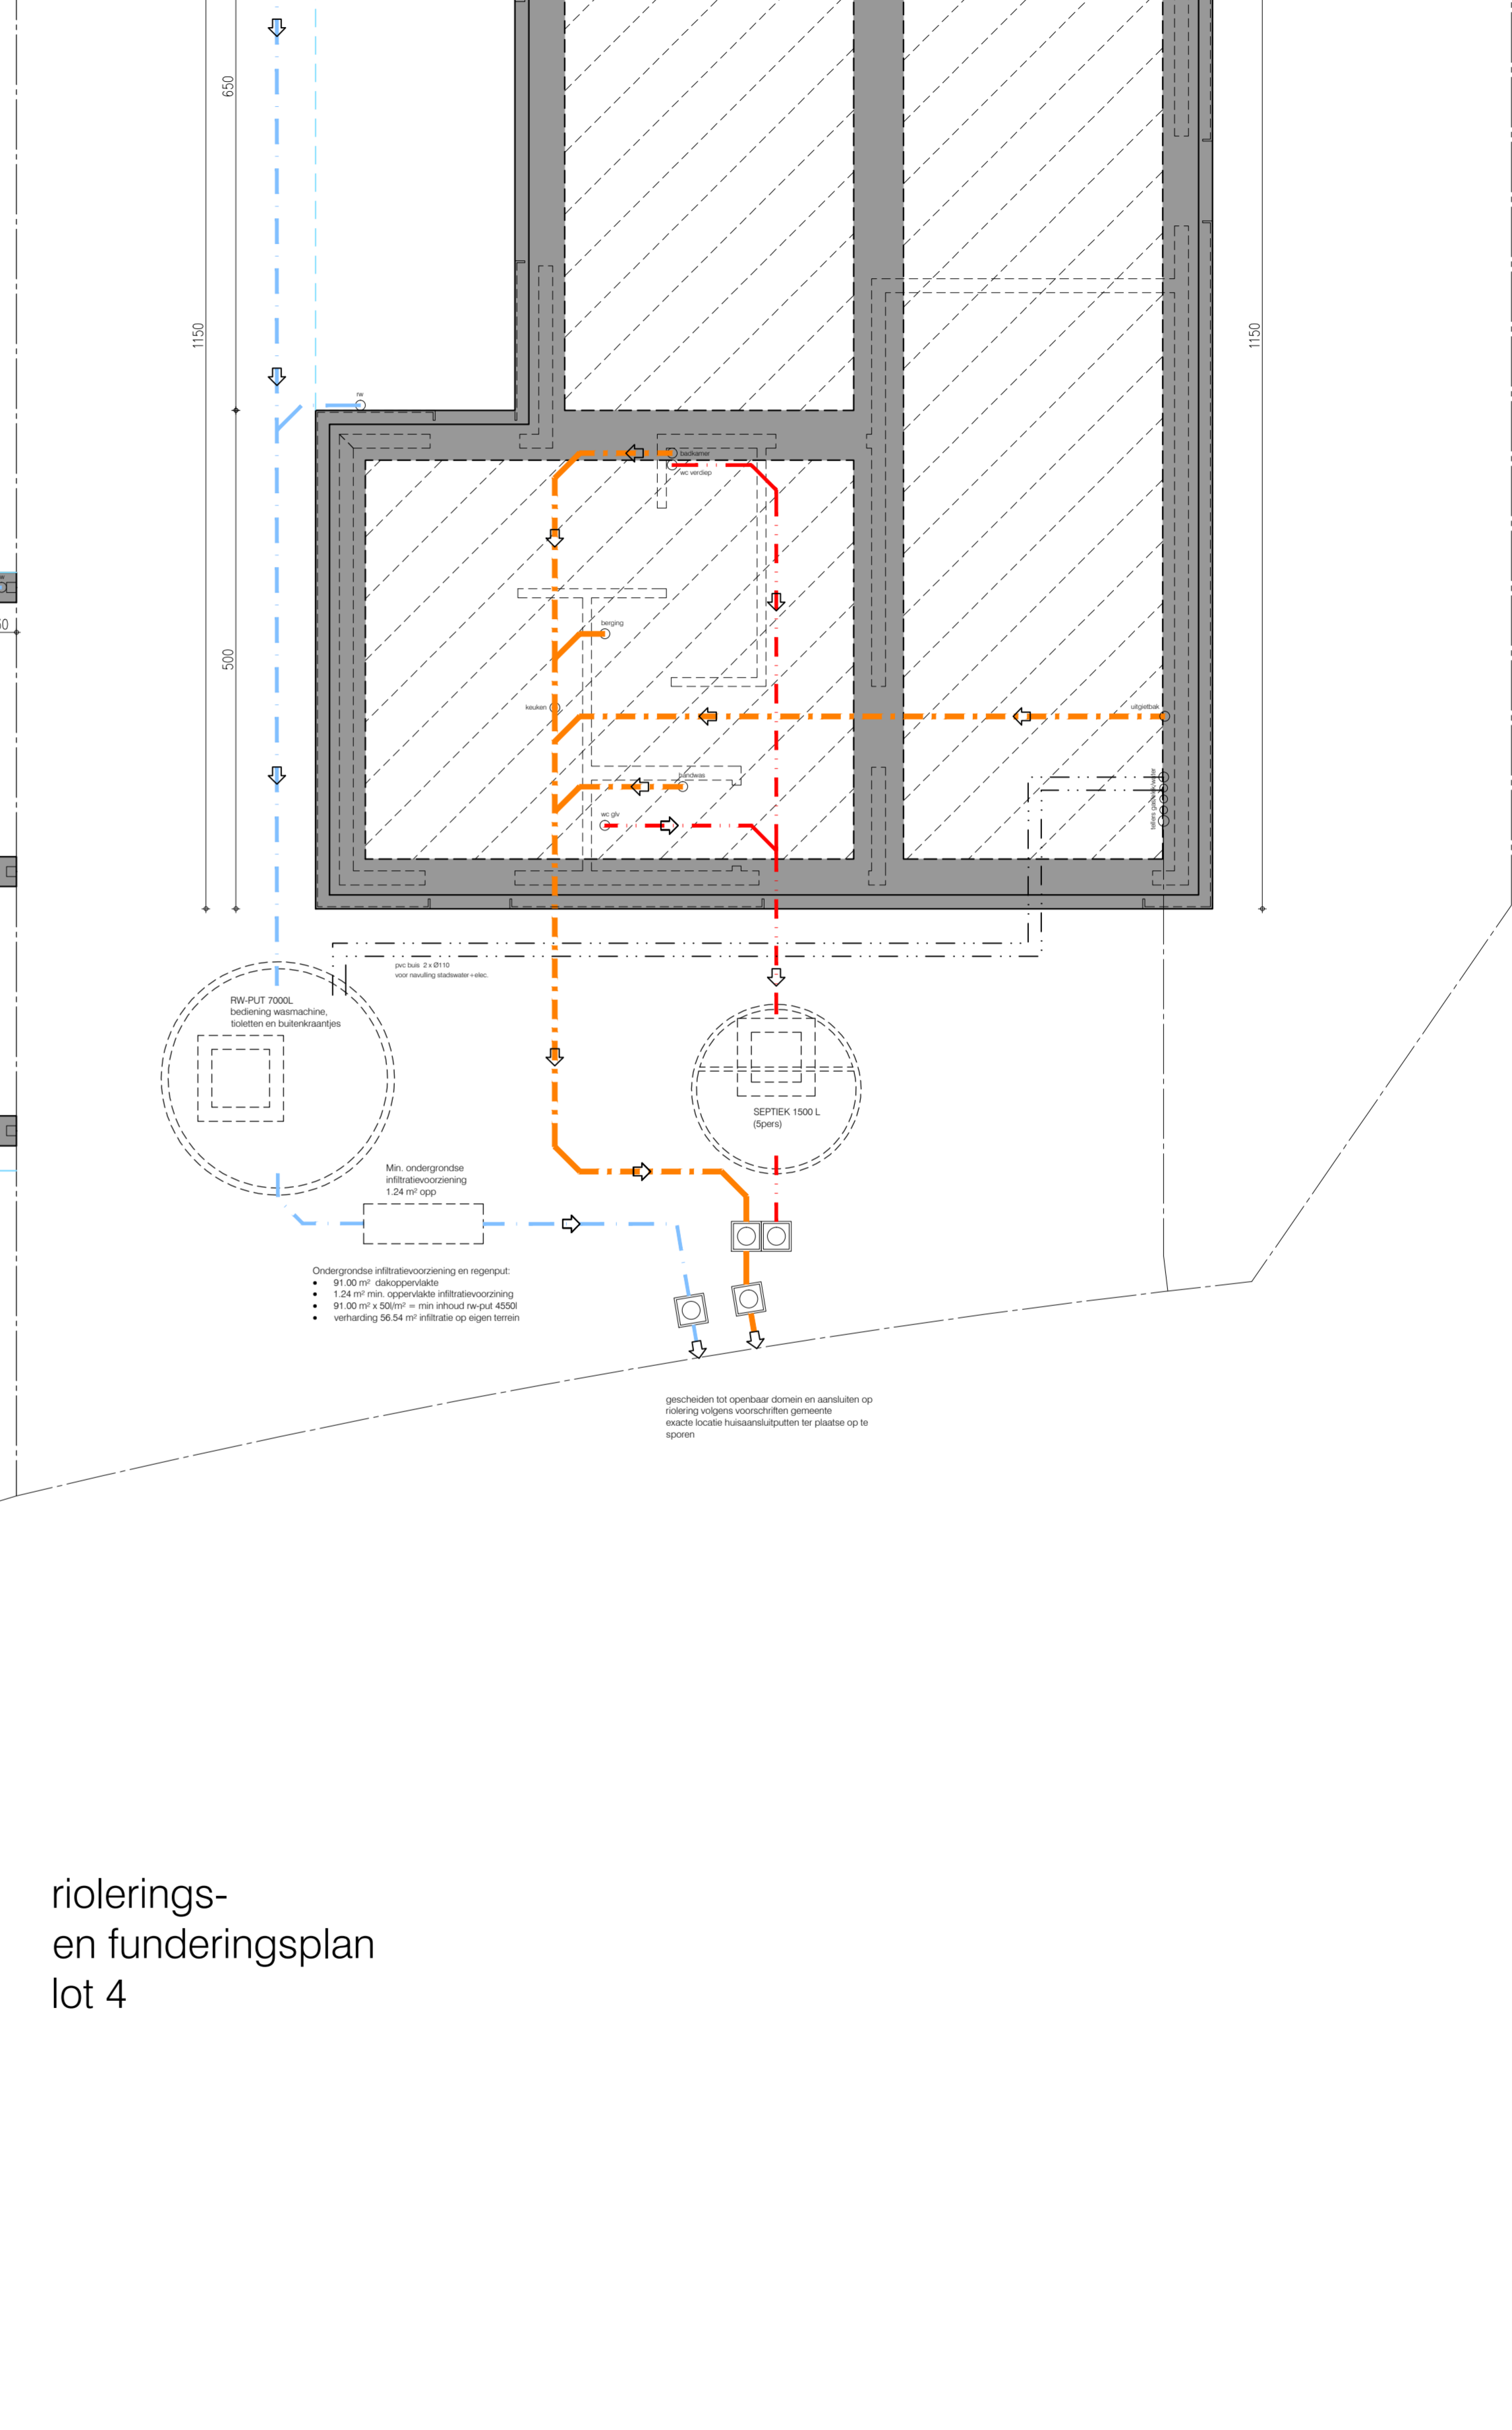 650
1150
1150
rw
badkamer
wc verdiep
berging
500
keuken
uitgietbak
handwas
wc glv
pvc buis 2 x Ø110
voor navulling stadswater+elec.
RW-PUT 7000L
bediening wasmachine,
tioletten en buitenkraantjes
SEPTIEK 1500 L
(5pers)
Min. ondergrondse
infiltratievoorziening
1.24 m² opp
Ondergrondse infiltratievoorziening en regenput:
• 91.00 m² dakoppervlakte
• 1.24 m² min. oppervlakte infiltratievoorzining
• 91.00 m² x 50l/m² = min inhoud rw-put 4550l
• verharding 56.54 m² infiltratie op eigen terrein
gescheiden tot openbaar domein en aansluiten op
riolering volgens voorschriften gemeente
exacte locatie huisaansluitputten ter plaatse op te
sporen
riolerings-
en funderingsplan
lot 4